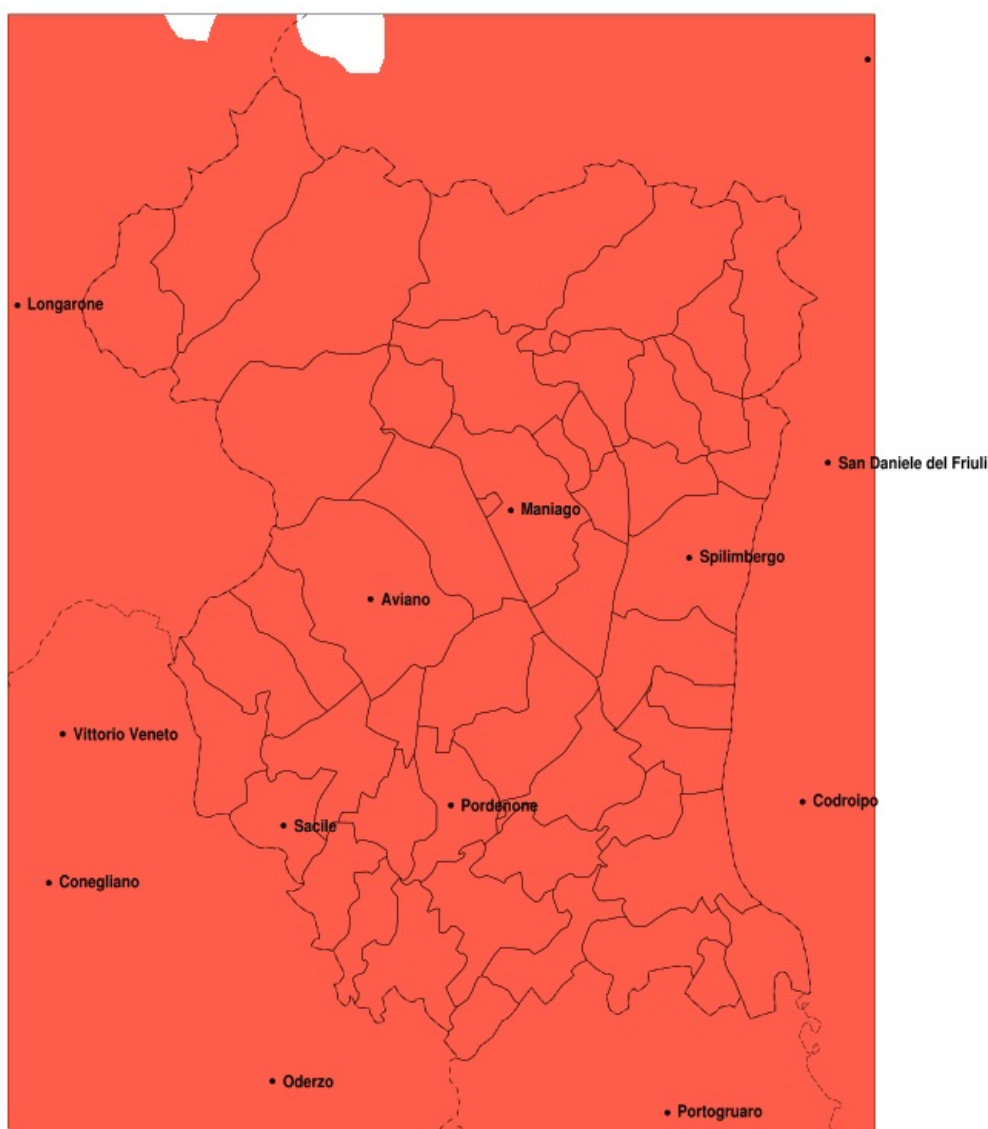 Longarone
San Daniele del Friuli
Maniago
Spilimbergo
Aviano
Vittorio Veneto
Pordenone
Codroipo
Sacile
Conegliano
Oderzo
Portogruaro